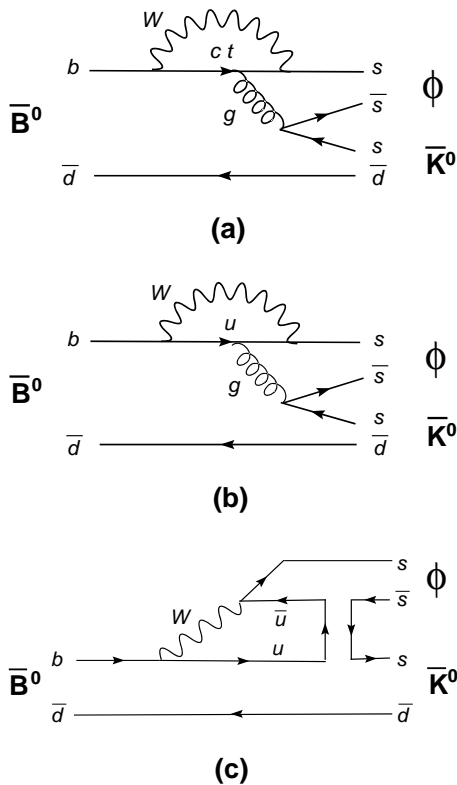 W
b c t s
s̅ ϕ
B̅⁰ g
s K̅⁰
d̅ d̅
(a)
W
b u s
s̅ ϕ
B̅⁰ g
s K̅⁰
d̅ d̅
(b)
s ϕ
W u̅ s̅
b u s
B̅⁰ K̅⁰
d̅ d̅
(c)